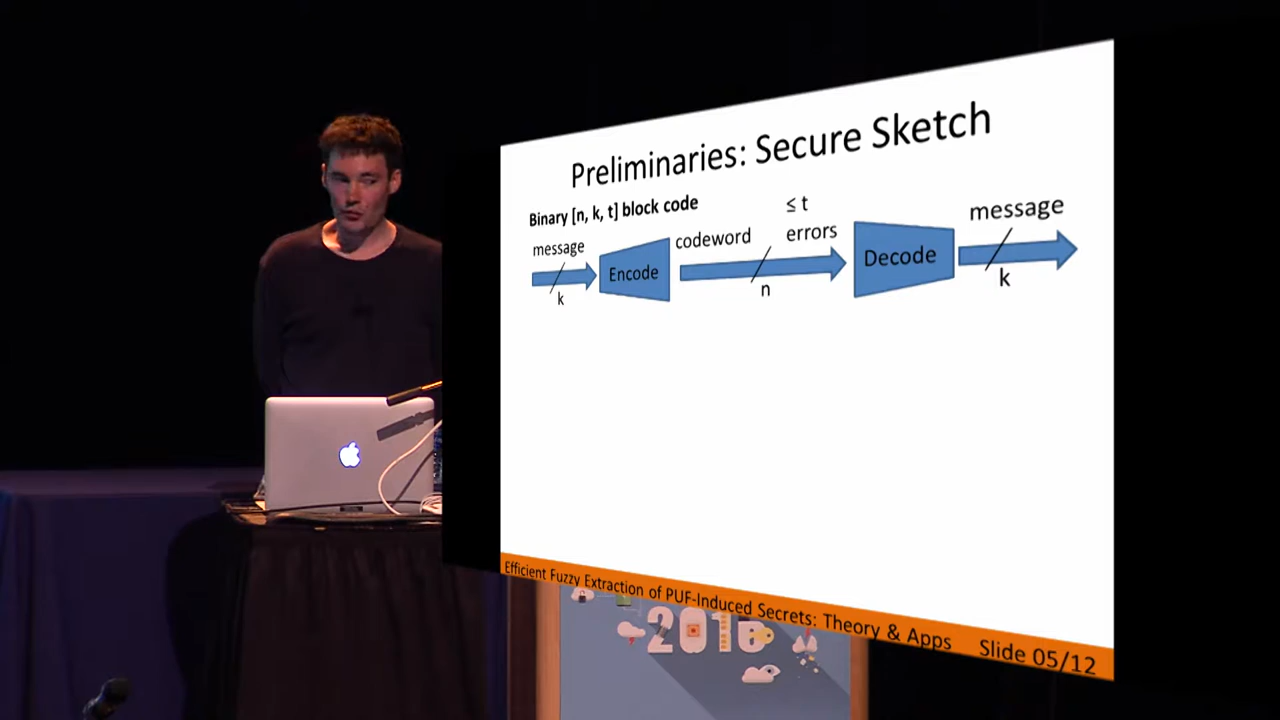 Preliminaries: Secure Sketch
Binary [n, k, t] block code
message
k
Encode
codeword
n
≤ t
errors
Decode
message
k
Efficient Fuzzy Extraction of PUF-Induced Secrets: Theory & Apps
Slide 05/12
2016